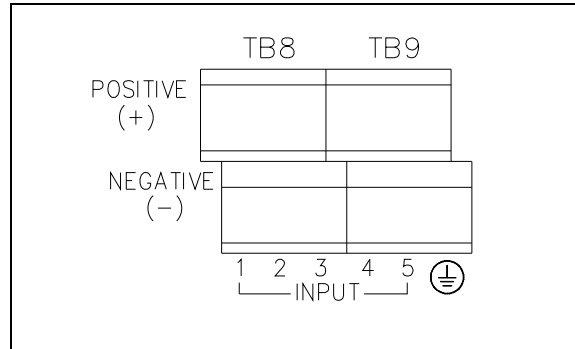 TB8 TB9
POSITIVE
(+)
NEGATIVE
(-)
1 2 3 4 5
INPUT